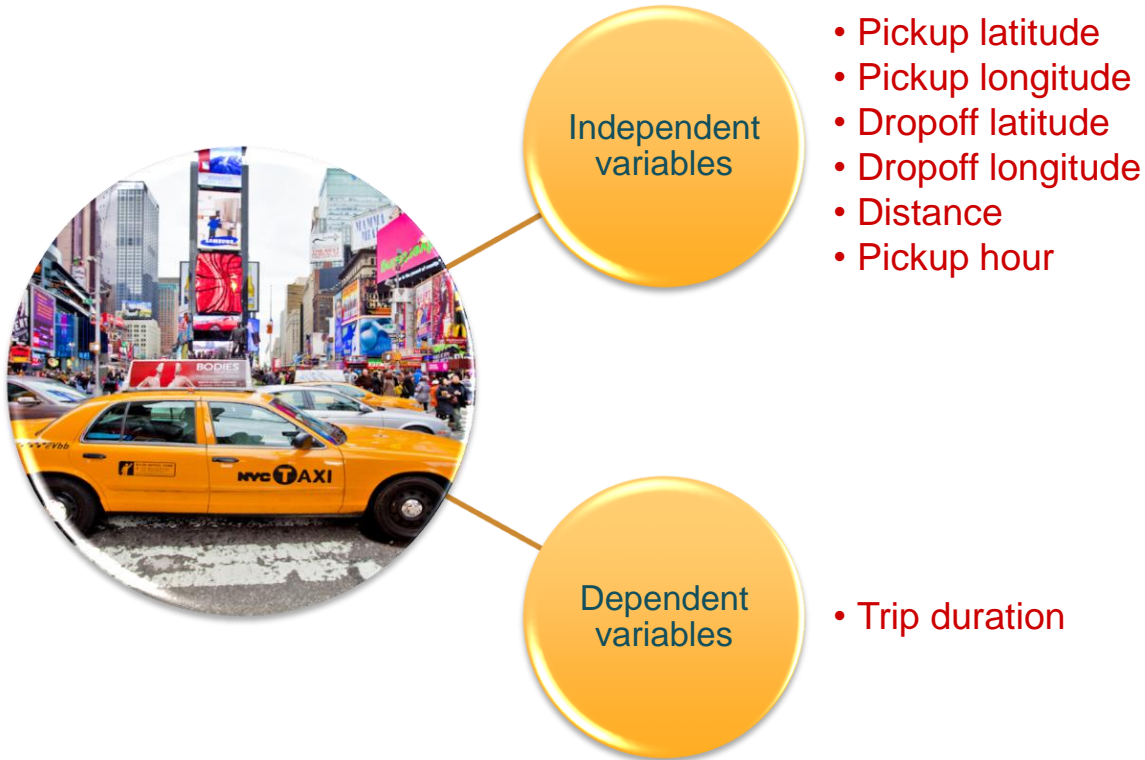 Independent
variables
• Pickup latitude
• Pickup longitude
• Dropoff latitude
• Dropoff longitude
• Distance
• Pickup hour
MAMMA
BODIES
NYC TAXI
Dependent
variables
• Trip duration